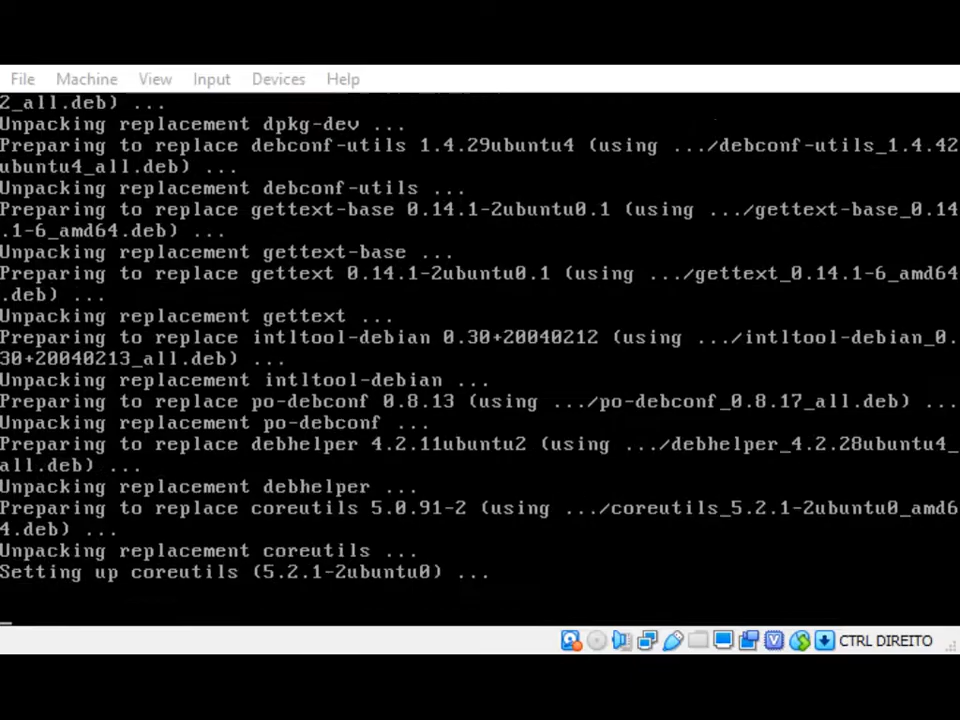 File Machine View Input Devices Help
2_all.deb) ...
Unpacking replacement dpkg-dev ...
Preparing to replace debconf-utils 1.4.29ubuntu4 (using .../debconf-utils_1.4.42
ubuntu4_all.deb) ...
Unpacking replacement debconf-utils ...
Preparing to replace gettext-base 0.14.1-2ubuntu0.1 (using .../gettext-base_0.14
.1-6_amd64.deb) ...
Unpacking replacement gettext-base ...
Preparing to replace gettext 0.14.1-2ubuntu0.1 (using .../gettext_0.14.1-6_amd64
.deb) ...
Unpacking replacement gettext ...
Preparing to replace intltool-debian 0.30+20040212 (using .../intltool-debian_0.
30+20040213_all.deb) ...
Unpacking replacement intltool-debian ...
Preparing to replace po-debconf 0.8.13 (using .../po-debconf_0.8.17_all.deb) ...
Unpacking replacement po-debconf ...
Preparing to replace debhelper 4.2.11ubuntu2 (using .../debhelper_4.2.28ubuntu4_
all.deb) ...
Unpacking replacement debhelper ...
Preparing to replace coreutils 5.0.91-2 (using .../coreutils_5.2.1-2ubuntu0_amd6
4.deb) ...
Unpacking replacement coreutils ...
Setting up coreutils (5.2.1-2ubuntu0) ...
CTRL DIREITO